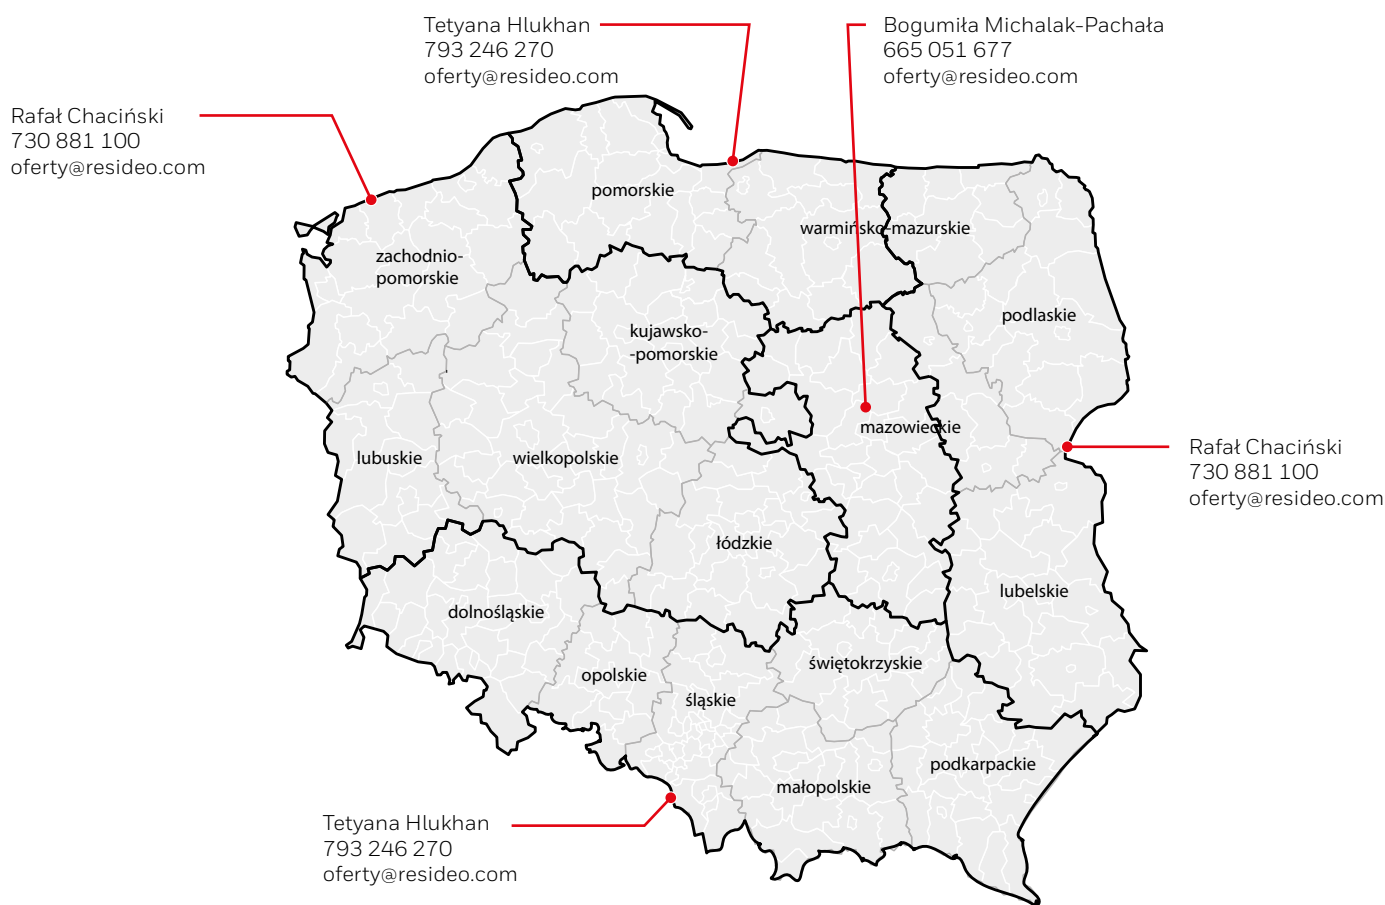 Tetyana Hlukhan
793 246 270
oferty@resideo.com
Bogumiła Michalak-Pachała
665 051 677
oferty@resideo.com
Rafał Chaciński
730 881 100
oferty@resideo.com
pomorskie
warmińsko-mazurskie
zachodnio-
pomorskie
podlaskie
kujawsko-
-pomorskie
mazowieckie
lubuskie
wielkopolskie
Rafał Chaciński
730 881 100
oferty@resideo.com
łódzkie
lubelskie
dolnośląskie
świętokrzyskie
opolskie
śląskie
podkarpackie
małopolskie
Tetyana Hlukhan
793 246 270
oferty@resideo.com